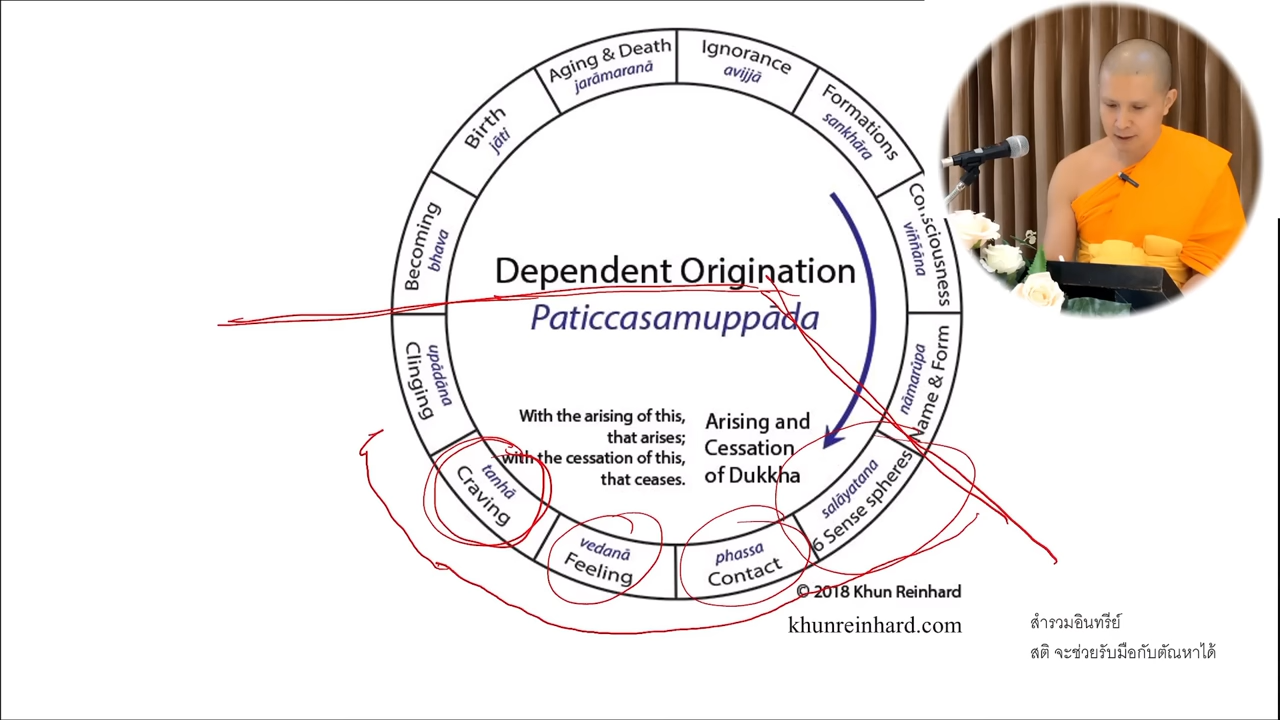 Ignorance
avijjā
Formations
sankhāra
Consciousness
viññāna
Name & Form
nāmarūpa
6 Sense spheres
salāyatana
Contact
phassa
Feeling
vedanā
Craving
tanhā
Clinging
upādāna
Becoming
bhava
Birth
jāti
Aging & Death
jarāmaranā
Dependent Origination
Paticcasamuppāda
With the arising of this,
that arises;
with the cessation of this,
that ceases.
Arising and
Cessation
of Dukkha
© 2018 Khun Reinhard
khunreinhard.com
สำรวมอินทรีย์
สติ จะช่วยรับมือกับตัณหาได้